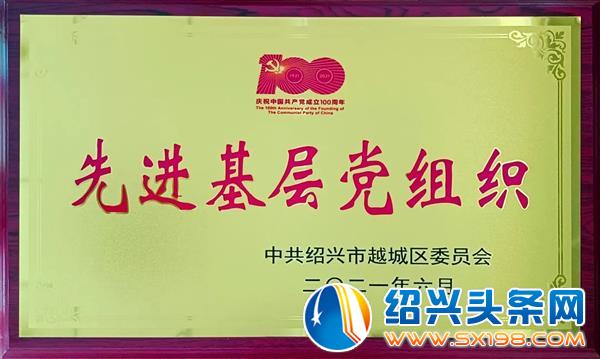 100
1921 2021
庆祝中国共产党成立100周年
The 100th Anniversary of the Founding of
The Communist Party of China
先进基层党组织
中共绍兴市越城区委员会
二〇二一年六月
绍兴头条网
www.SX198.com